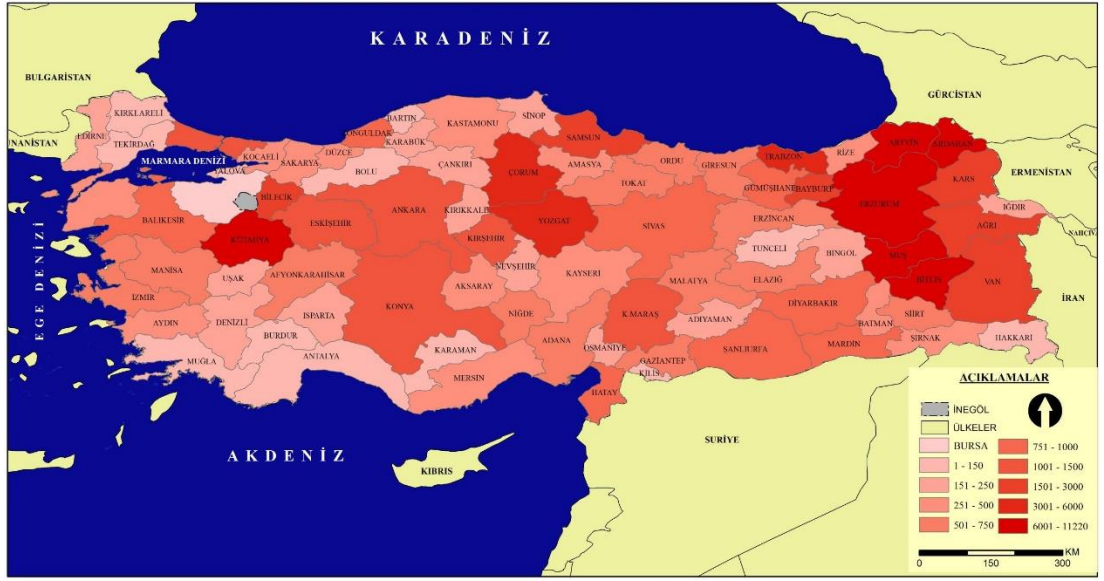 KARADENİZ
BULGARİSTAN
GÜRCİSTAN
KIRKLARELİ
EDİRNE
TEKİRDAĞ
UNANİSTAN
MARMARA DENİZİ
BARTIN
ONGULDAK
KASTAMONU
SİNOP
KARABÜK
SAMSUN
KOCAELİ
SAKARYA
DÜZCE
YALOVA
BOLU
ÇANKIRI
ÇORUM
AMASYA
ORDU
GİRESUN
TRABZON
RİZE
ARTVİN
ARDAHAN
ERMENİSTAN
KARS
TOKAT
GÜMÜŞHANE
BAYBURT
BİLECİK
BALIKESİR
ESKİŞEHİR
ANKARA
KIRIKKALE
YOZGAT
SİVAS
ERZİNCAN
ERZURUM
IĞDIR
AĞRI
KÜTAHYA
KIRŞEHİR
TUNCELİ
BİNGOL
MUŞ
EGE DENİZİ
MANİSA
UŞAK
AFYONKARAHİSAR
NEVŞEHİR
KAYSERİ
MALATYA
ELAZIĞ
BİTLİS
VAN
İRAN
İZMİR
AKSARAY
KONYA
NİĞDE
K.MARAŞ
ADIYAMAN
DİYARBAKIR
BATMAN
SİİRT
AYDIN
DENİZLİ
ISPARTA
BURDUR
ŞIRNAK
HAKKARİ
MARDİN
MUĞLA
ANTALYA
KARAMAN
MERSİN
ADANA
OSMANİYE
GAZİANTEP
KİLİS
ŞANLIURFA
HATAY
AKDENİZ
KIBRIS
SURİYE
AÇIKLAMALAR
İNEGÖL
ÜLKELER
BURSA
1 - 150
151 - 250
251 - 500
501 - 750
751 - 1000
1001 - 1500
1501 - 3000
3001 - 6000
6001 - 11220
KM
0 150 300